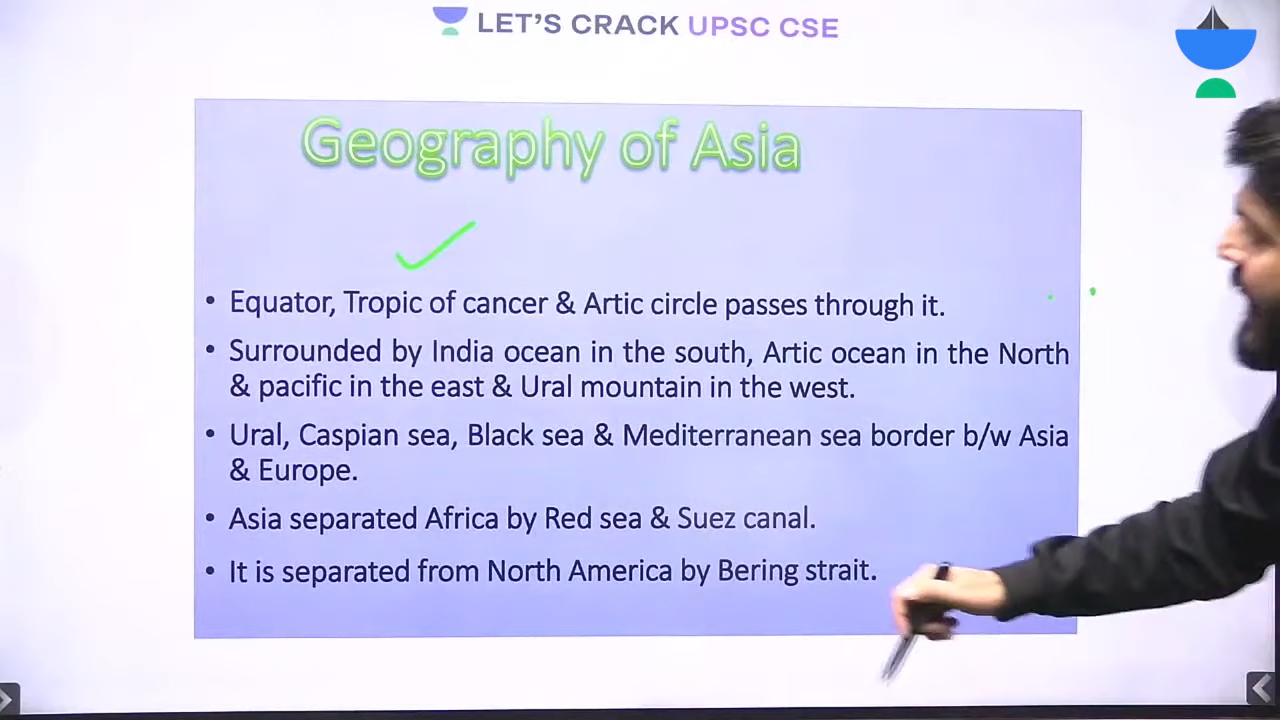 LET'S CRACK UPSC CSE
Geography of Asia
• Equator, Tropic of cancer & Artic circle passes through it.
• Surrounded by India ocean in the south, Artic ocean in the North
& pacific in the east & Ural mountain in the west.
• Ural, Caspian sea, Black sea & Mediterranean sea border b/w Asia
& Europe.
• Asia separated Africa by Red sea & Suez canal.
• It is separated from North America by Bering strait.